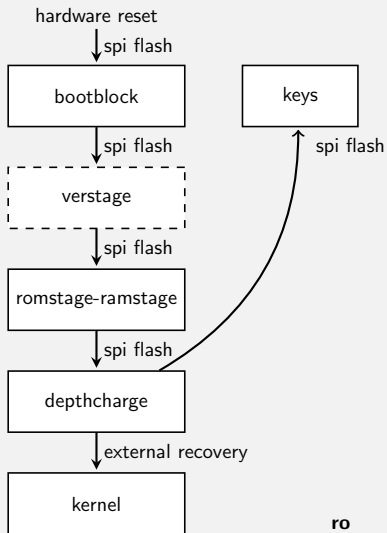 hardware reset
spi flash
bootblock
keys
spi flash
spi flash
verstage
spi flash
romstage-ramstage
spi flash
depthcharge
external recovery
kernel
ro